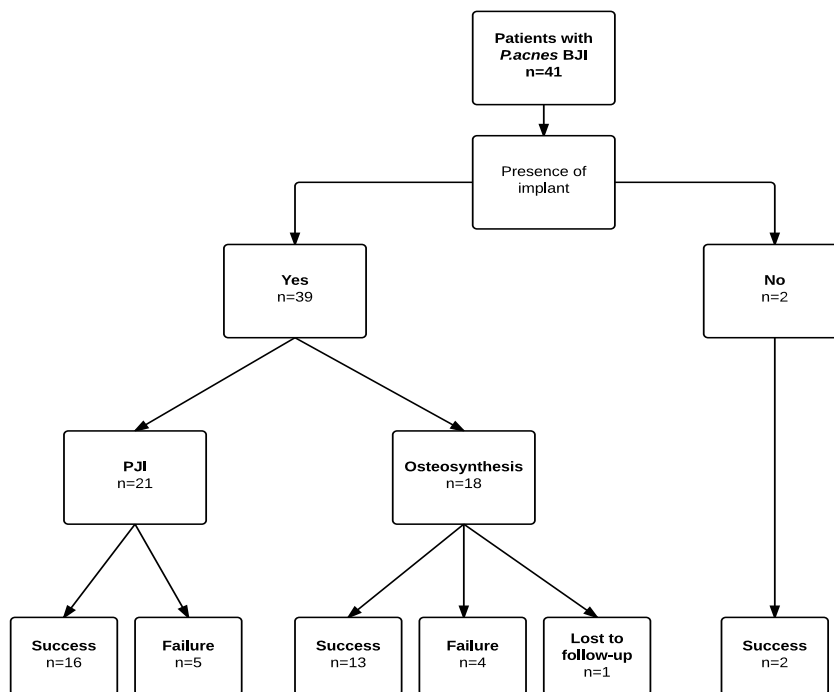 Patients with
P.acnes BJI
n=41
Presence of
implant
Yes
n=39
No
n=2
PJI
n=21
Osteosynthesis
n=18
Success
n=16
Failure
n=5
Success
n=13
Failure
n=4
Lost to
follow-up
n=1
Success
n=2